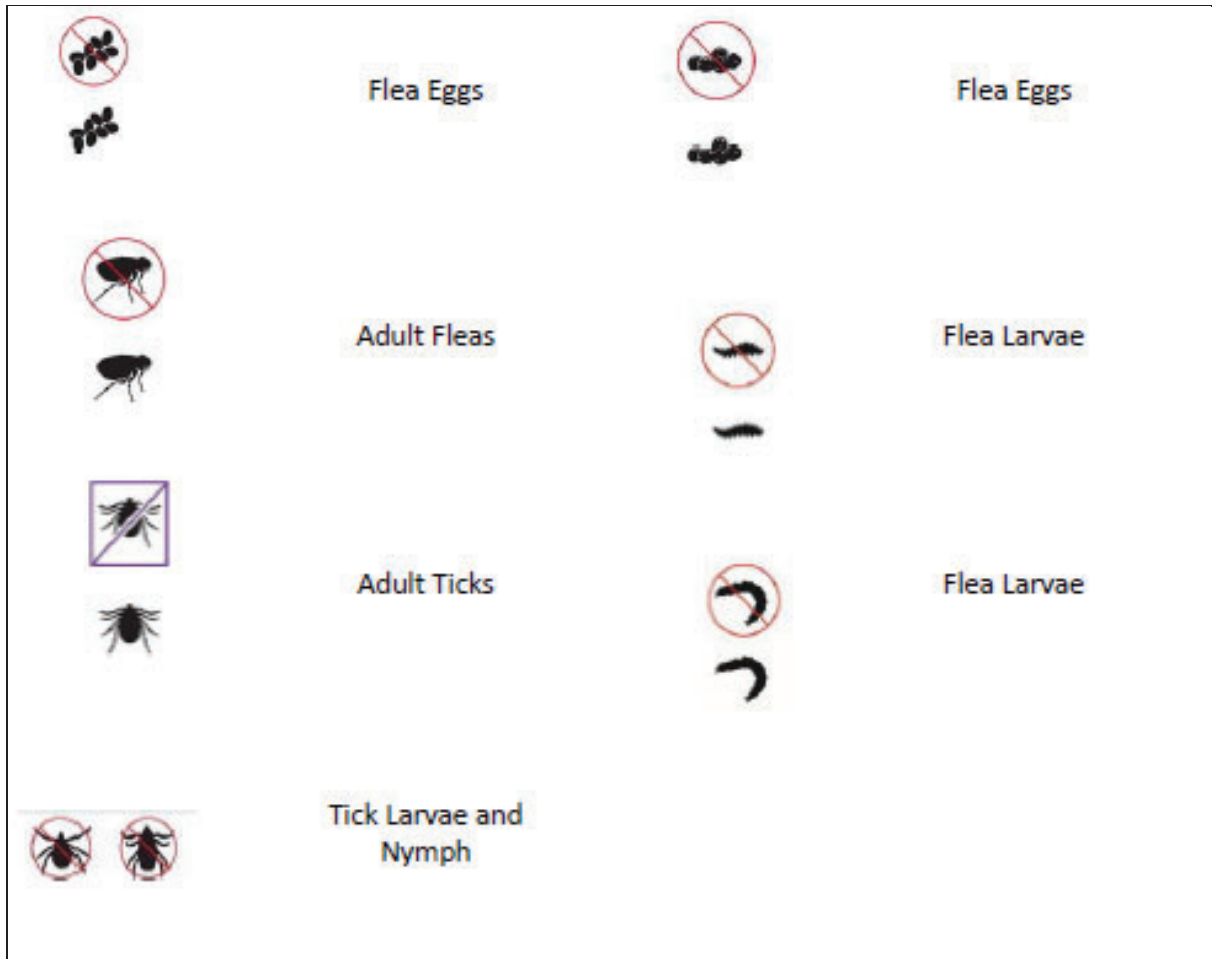 Flea Eggs
Flea Eggs
Adult Fleas
Flea Larvae
Adult Ticks
Flea Larvae
Tick Larvae and
Nymph